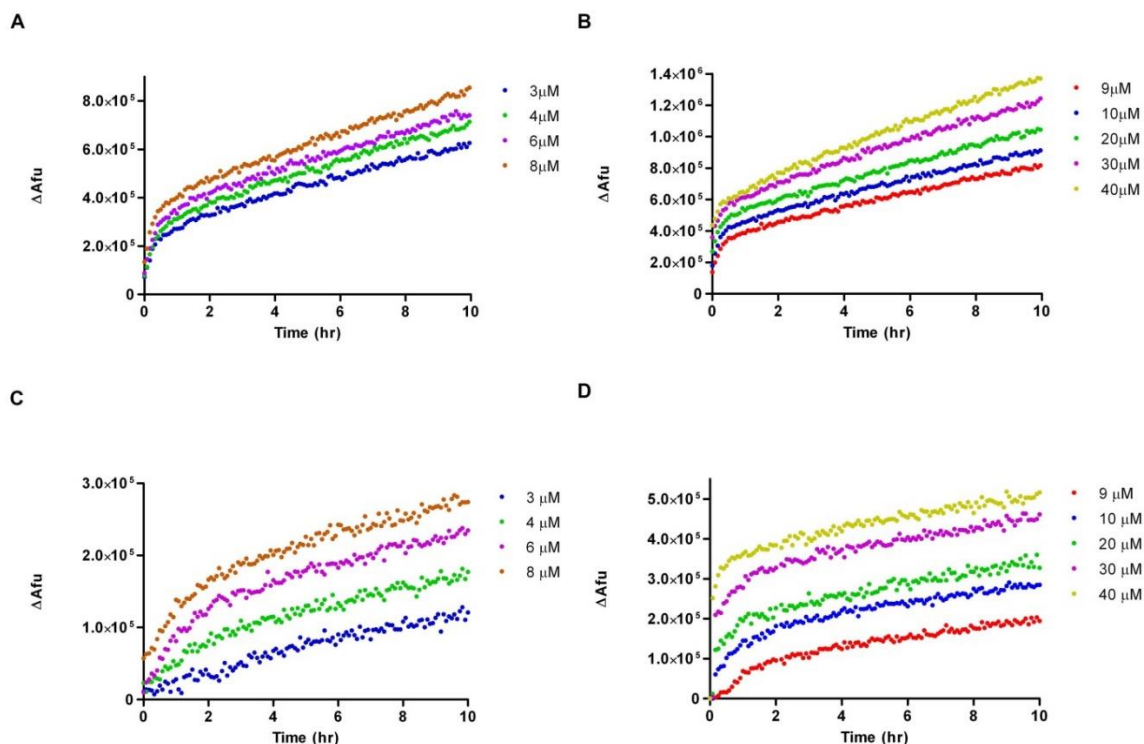 A
ΔAfu
8.0×10⁵
6.0×10⁵
4.0×10⁵
2.0×10⁵
0
0 2 4 6 8 10
Time (hr)
3μM
4μM
6μM
8μM
B
ΔAfu
1.4×10⁶
1.2×10⁶
1.0×10⁶
8.0×10⁵
6.0×10⁵
4.0×10⁵
2.0×10⁵
0
0 2 4 6 8 10
Time (hr)
9μM
10μM
20μM
30μM
40μM
C
ΔAfu
3.0×10⁵
2.0×10⁵
1.0×10⁵
0
0 2 4 6 8 10
Time (hr)
3 μM
4 μM
6 μM
8 μM
D
ΔAfu
5.0×10⁵
4.0×10⁵
3.0×10⁵
2.0×10⁵
1.0×10⁵
0
0 2 4 6 8 10
Time (hr)
9 μM
10 μM
20 μM
30 μM
40 μM